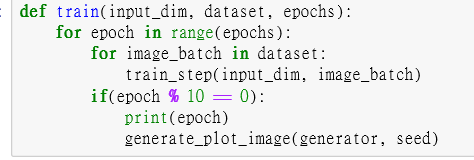 : def train(input_dim, dataset, epochs):
    for epoch in range(epochs):
        for image_batch in dataset:
            train_step(input_dim, image_batch)
        if(epoch % 10 == 0):
            print(epoch)
            generate_plot_image(generator, seed)